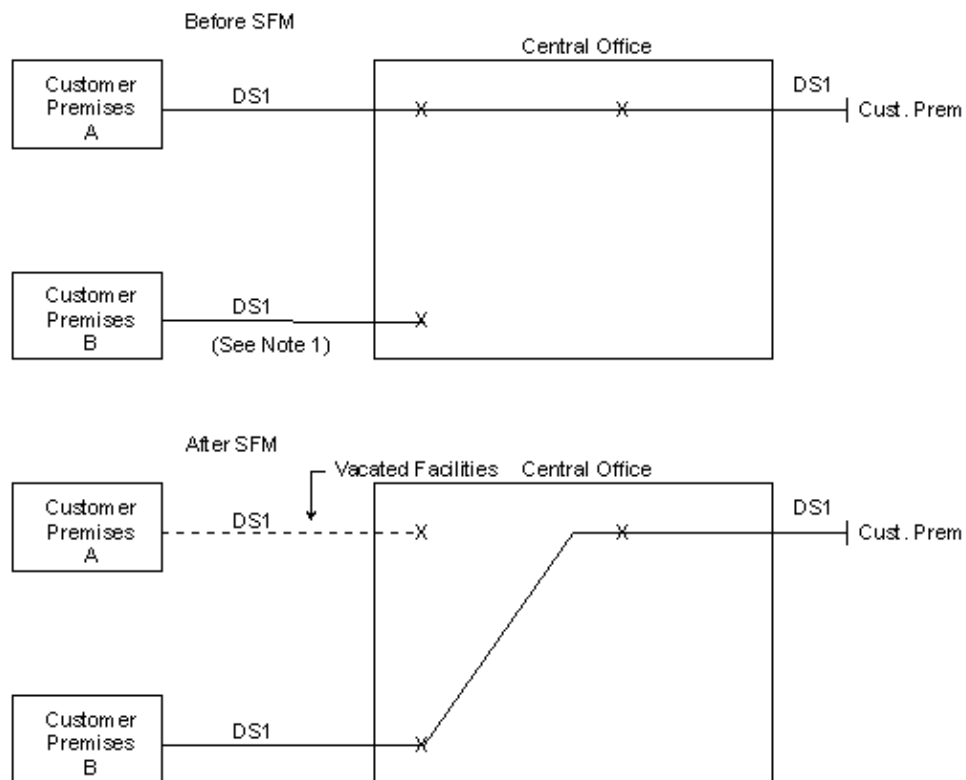 Before SFM
Central Office
Customer
Premises
A
DS1
X
X
DS1
Cust. Prem
Customer
Premises
B
DS1
(See Note 1)
X
After SFM
Vacated Facilities
Central Office
Customer
Premises
A
DS1
X
X
DS1
Cust. Prem
Customer
Premises
B
DS1
X